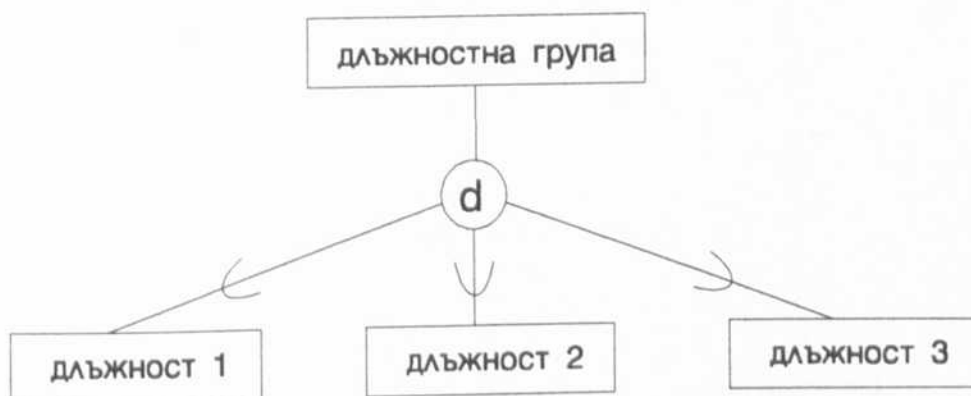 длъжностна група
d
длъжност 1
длъжност 2
длъжност 3